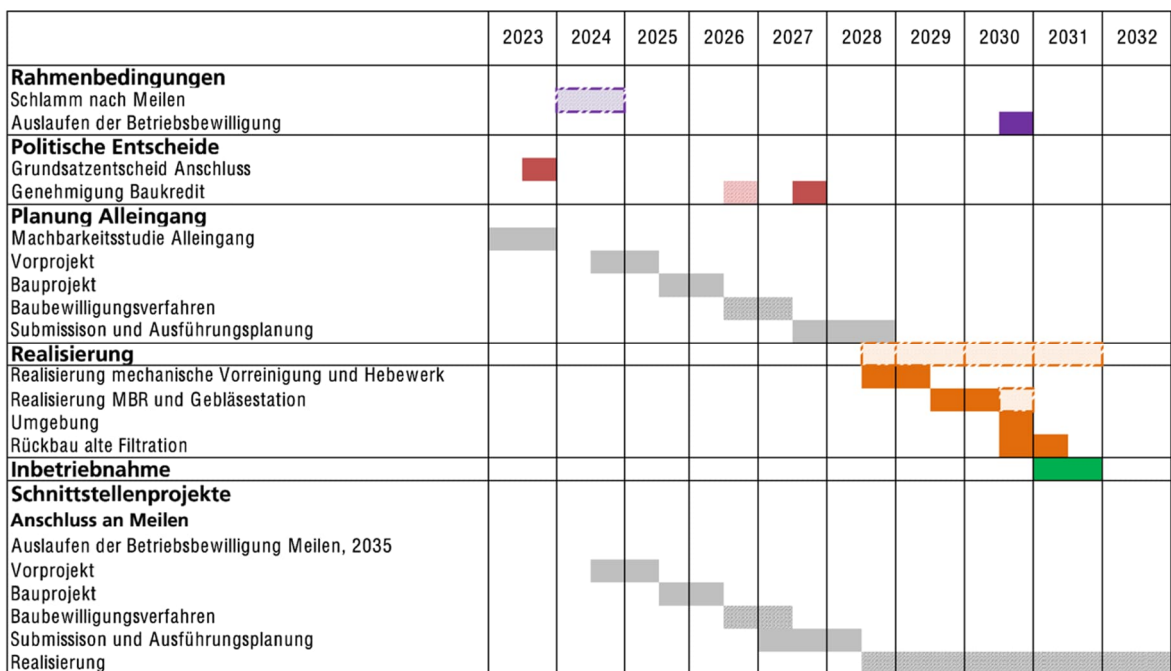 2023 2024 2025 2026 2027 2028 2029 2030 2031 2032
Rahmenbedingungen
Schlamm nach Meilen
Auslaufen der Betriebsbewilligung
Politische Entscheide
Grundsatzentscheid Anschluss
Genehmigung Baukredit
Planung Alleingang
Machbarkeitsstudie Alleingang
Vorprojekt
Bauprojekt
Baubewilligungsverfahren
Submissison und Ausführungsplanung
Realisierung
Realisierung mechanische Vorreinigung und Hebewerk
Realisierung MBR und Gebläsestation
Umgebung
Rückbau alte Filtration
Inbetriebnahme
Schnittstellenprojekte
Anschluss an Meilen
Auslaufen der Betriebsbewilligung Meilen, 2035
Vorprojekt
Bauprojekt
Baubewilligungsverfahren
Submissison und Ausführungsplanung
Realisierung